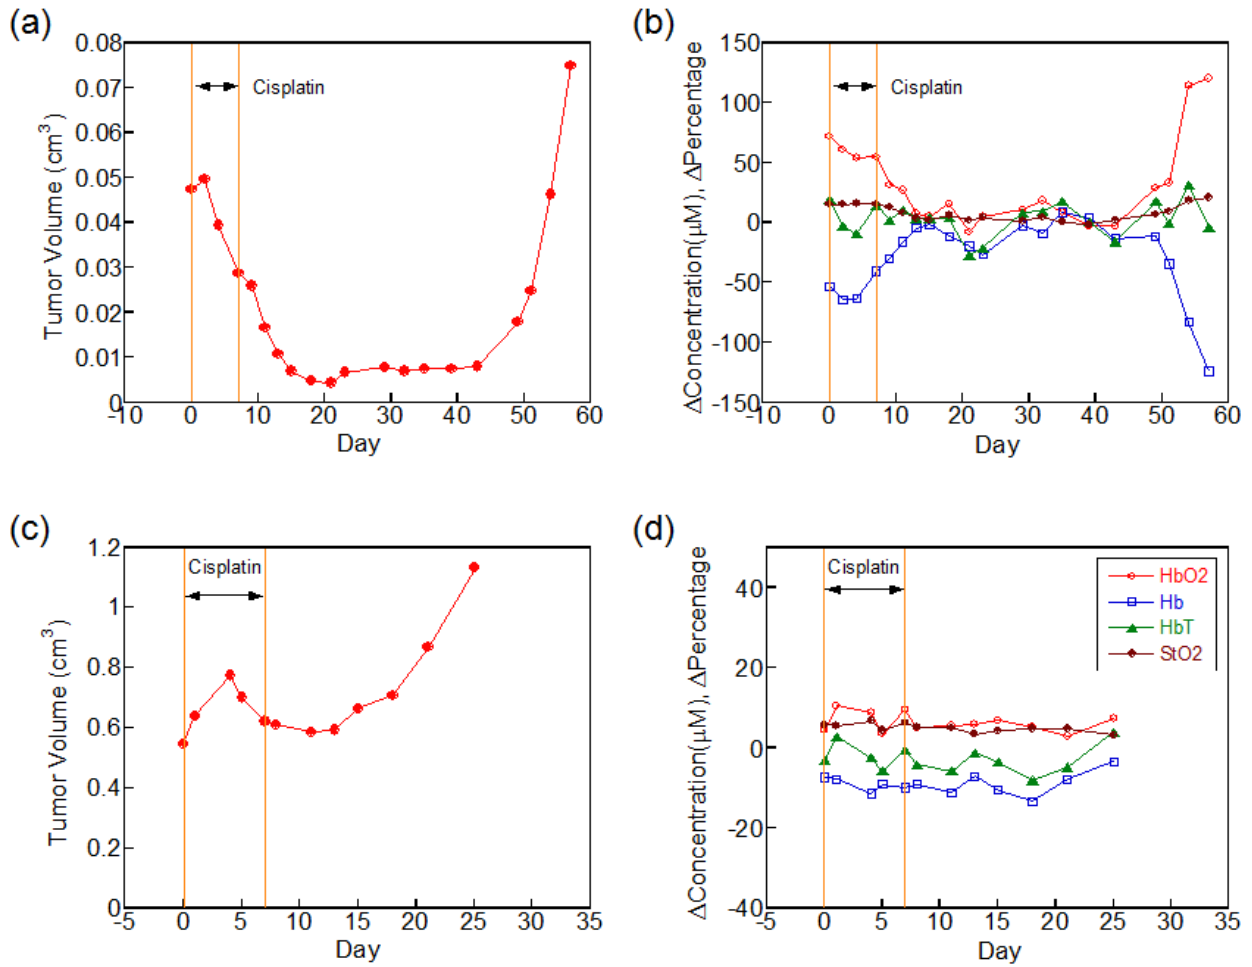 (a)
0.08
0.07
0.06
0.05
0.04
0.03
0.02
0.01
0
Tumor Volume (cm³)
Cisplatin
-10 0 10 20 30 40 50 60
Day
(b)
150
100
50
0
-50
-100
-150
ΔConcentration(μM), ΔPercentage
Cisplatin
-10 0 10 20 30 40 50 60
Day
(c)
1.2
1
0.8
0.6
0.4
0.2
0
Tumor Volume (cm³)
Cisplatin
-5 0 5 10 15 20 25 30 35
Day
(d)
40
20
0
-20
-40
ΔConcentration(μM), ΔPercentage
Cisplatin
HbO2
Hb
HbT
StO2
-5 0 5 10 15 20 25 30 35
Day